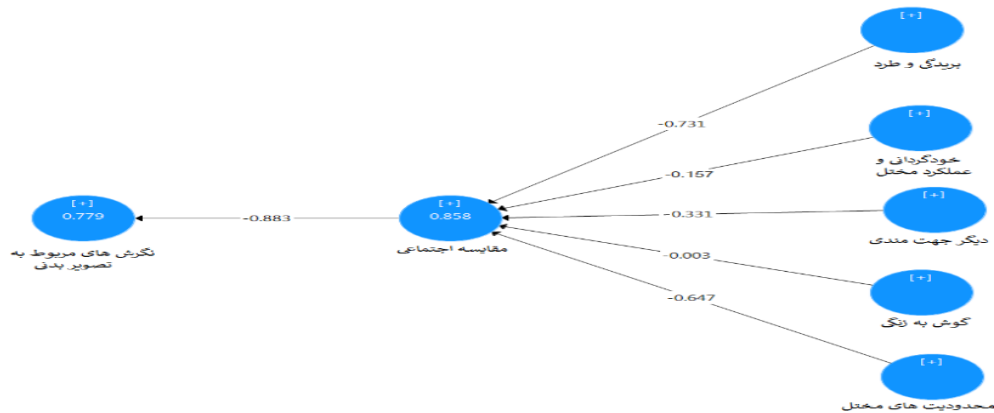 [+]
بریدگی و طرد
-0.731
[+]
خودگردانی و
عملکرد مختل
-0.167
[+]
دیگر جهت مندی
-0.331
[+]
0.779
نگرش های مربوط به
تصویر بدنی
-0.883
[+]
0.858
مقایسه اجتماعی
-0.003
[+]
گوش به زنگی
-0.647
[+]
محدودیت های مختل